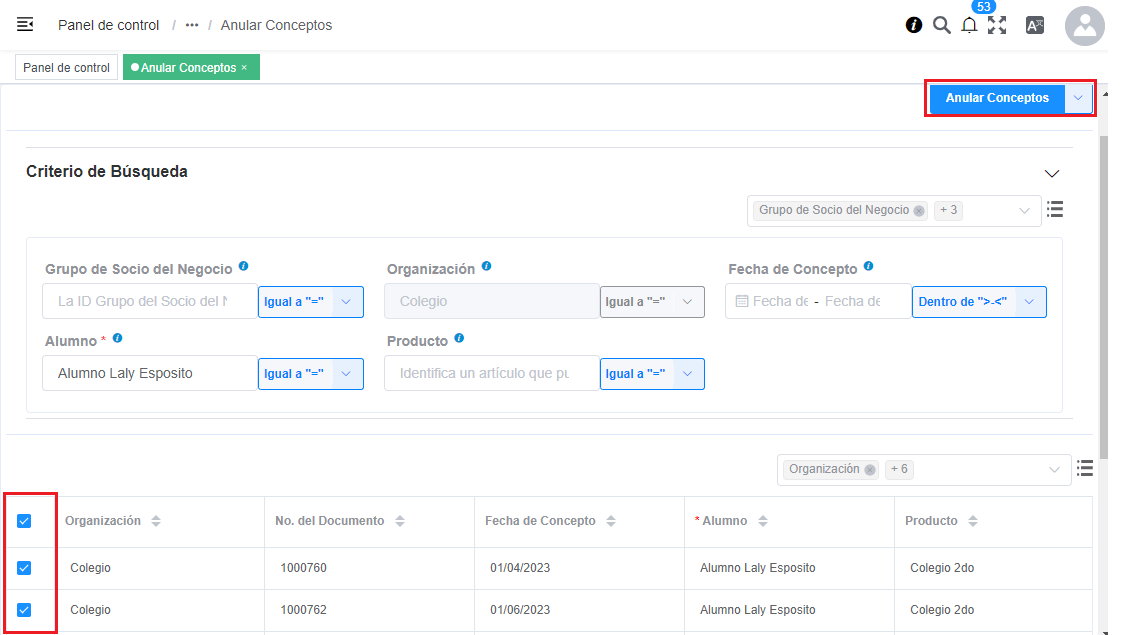 Panel de control / ••• / Anular Conceptos
53
Panel de control
Anular Conceptos ×
Anular Conceptos
Criterio de Búsqueda
Grupo de Socio del Negocio + 3
Grupo de Socio del Negocio Organización Fecha de Concepto
La ID Grupo del Socio del N Igual a "=" Colegio Igual a "=" Fecha de - Fecha de Dentro de ">-<"
Alumno * Producto
Alumno Laly Esposito Igual a "=" Identifica un artículo que pu Igual a "="
Organización + 6
Organización No. del Documento Fecha de Concepto * Alumno Producto
Colegio 1000760 01/04/2023 Alumno Laly Esposito Colegio 2do
Colegio 1000762 01/06/2023 Alumno Laly Esposito Colegio 2do